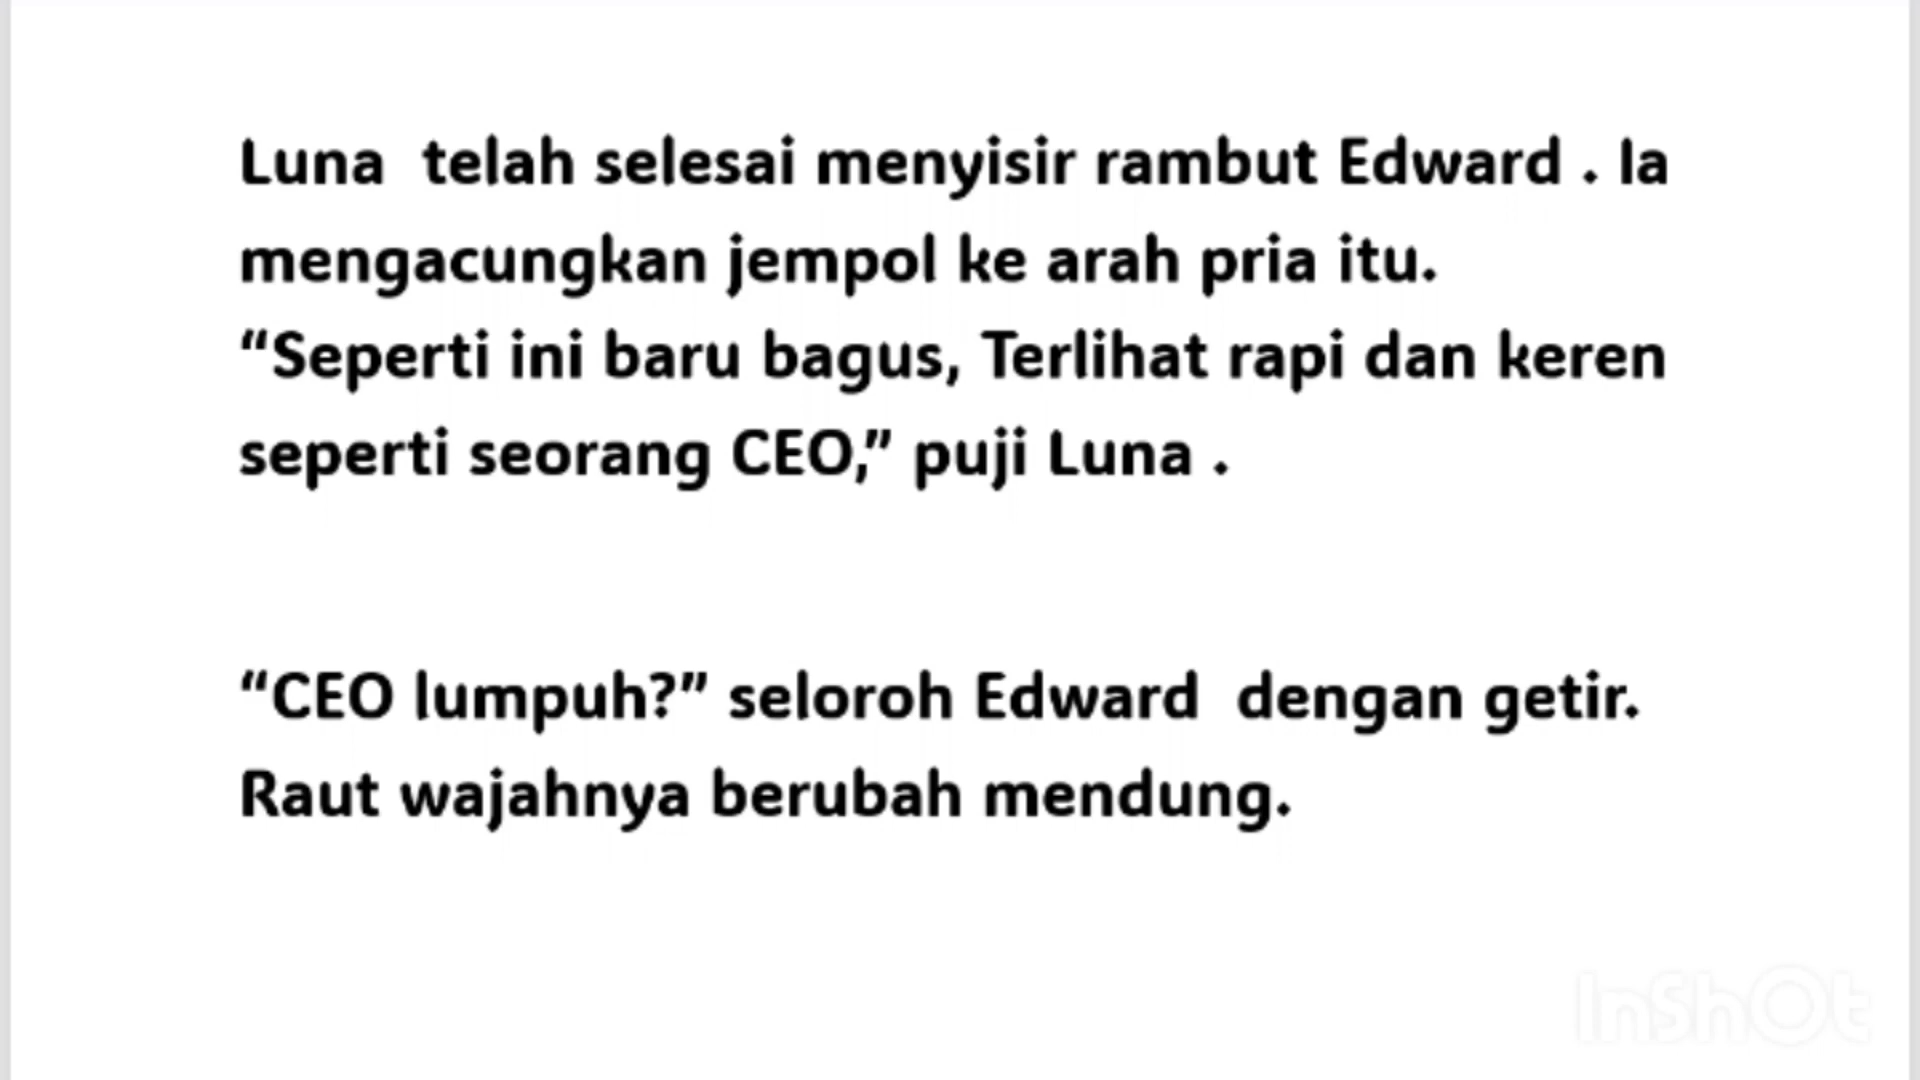 Luna  telah selesai menyisir rambut Edward . Ia
mengacungkan jempol ke arah pria itu.
“Seperti ini baru bagus, Terlihat rapi dan keren
seperti seorang CEO,” puji Luna .
“CEO lumpuh?” seloroh Edward  dengan getir.
Raut wajahnya berubah mendung.
InShOt